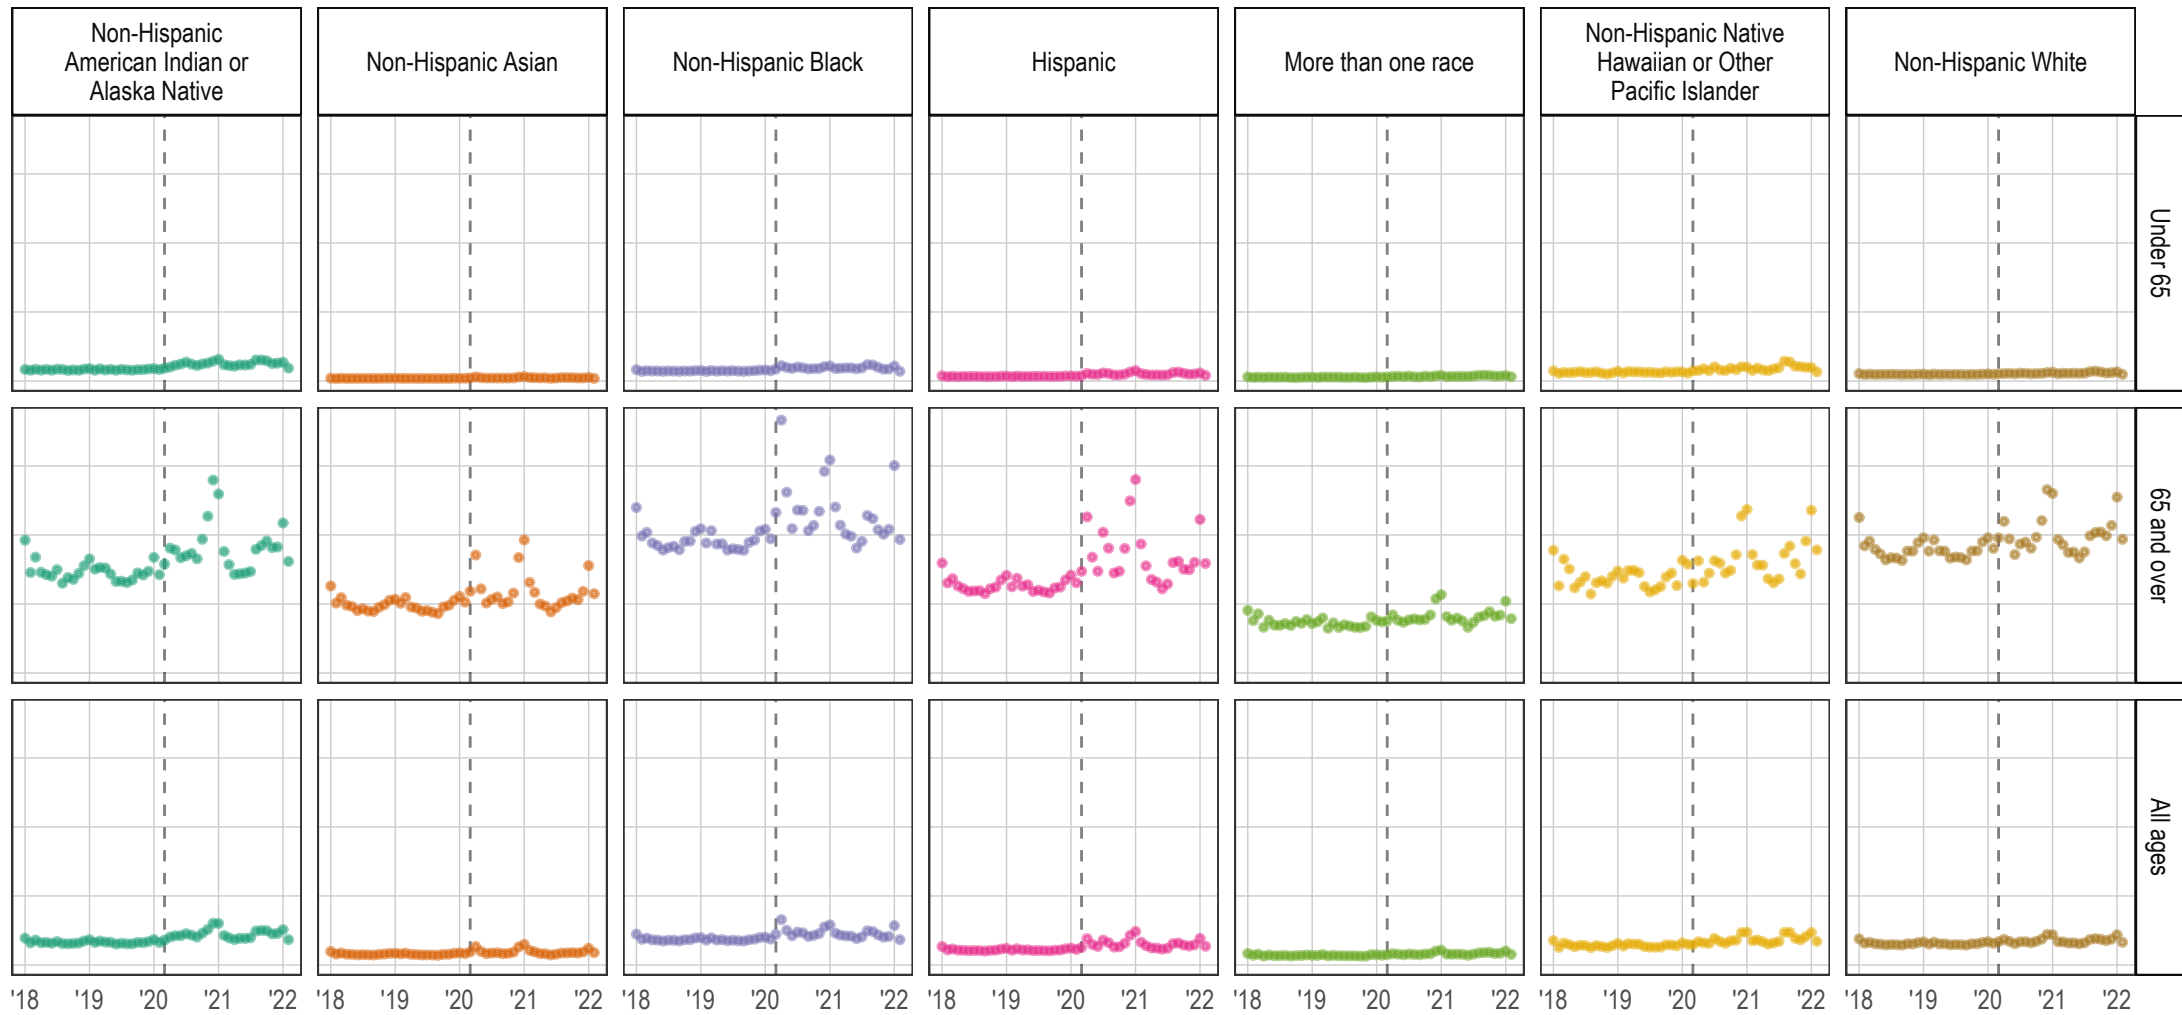 Non-Hispanic
American Indian or
Alaska Native
Non-Hispanic Asian
Non-Hispanic Black
Hispanic
More than one race
Non-Hispanic Native
Hawaiian or Other
Pacific Islander
Non-Hispanic White
Under 65
65 and over
All ages
'18 '19 '20 '21 '22
'18 '19 '20 '21 '22
'18 '19 '20 '21 '22
'18 '19 '20 '21 '22
'18 '19 '20 '21 '22
'18 '19 '20 '21 '22
'18 '19 '20 '21 '22